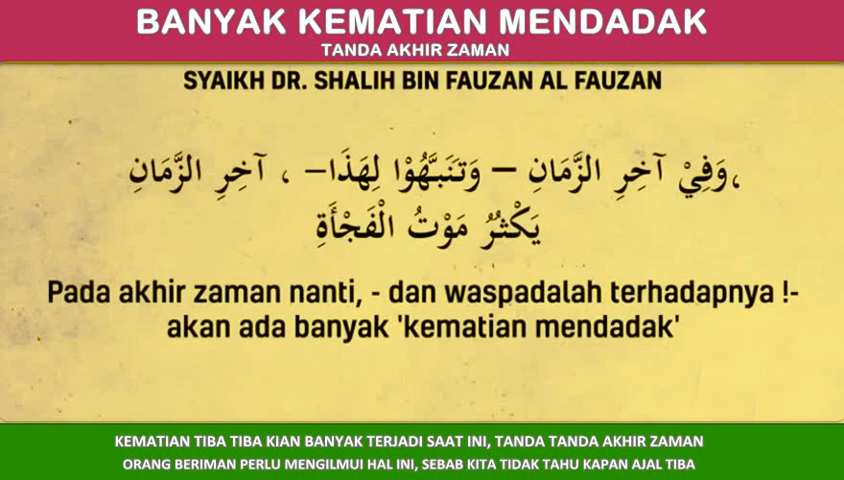 BANYAK KEMATIAN MENDADAK
TANDA AKHIR ZAMAN
SYAIKH DR. SHALIH BIN FAUZAN AL FAUZAN
،وَفِيْ آخِرِ الزَّمَانِ – وَتَنَبَّهُوْا لِهَذَا– ، آخِرِ الزَّمَانِ
يَكْثُرُ مَوْتُ الْفَجْأَةِ
Pada akhir zaman nanti, - dan waspadalah terhadapnya !-
akan ada banyak 'kematian mendadak'
KEMATIAN TIBA TIBA KIAN BANYAK TERJADI SAAT INI, TANDA TANDA AKHIR ZAMAN
ORANG BERIMAN PERLU MENGILMUI HAL INI, SEBAB KITA TIDAK TAHU KAPAN AJAL TIBA